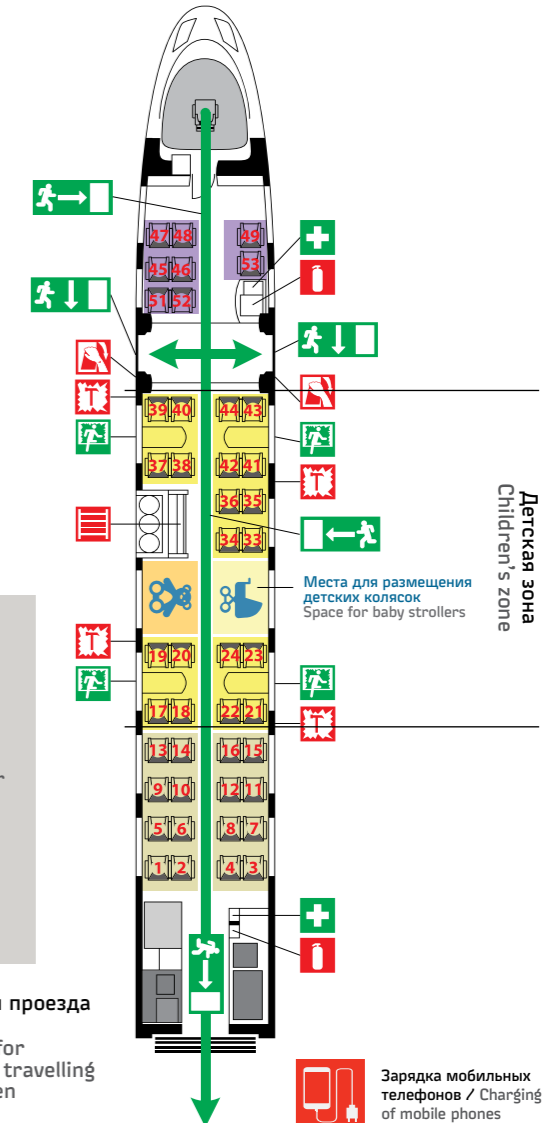 47 48 49
45 46 53
51 52
T
39 40 44 43
37 38 42 41
T
36 35
34 33
Детская зона
Children's zone
Места для размещения
детских колясок
Space for baby strollers
T
19 20 24 23
17 18 22 21
T
13 14 16 15
9 10 12 11
5 6 8 7
1 2 4 3
проезда
for
travelling
Зарядка мобильных
телефонов / Charging
of mobile phones